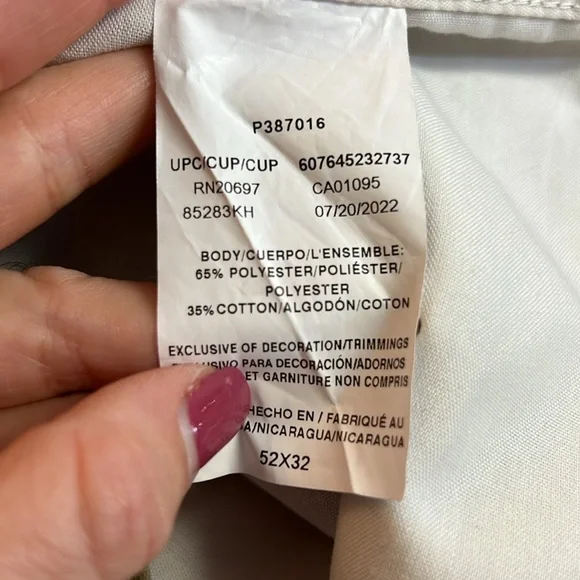 P387016
UPC/CUP/CUP 607645232737
RN20697 CA01095
85283KH 07/20/2022
BODY/CUERPO/L'ENSEMBLE:
65% POLYESTER/POLIÉSTER/
POLYESTER
35% COTTON/ALGODÓN/COTON
EXCLUSIVE OF DECORATION/TRIMMINGS
EXCLUSIVO PARA DECORACIÓN/ADORNOS
ET GARNITURE NON COMPRIS
HECHO EN / FABRIQUÉ AU
/NICARAGUA/NICARAGUA
52X32